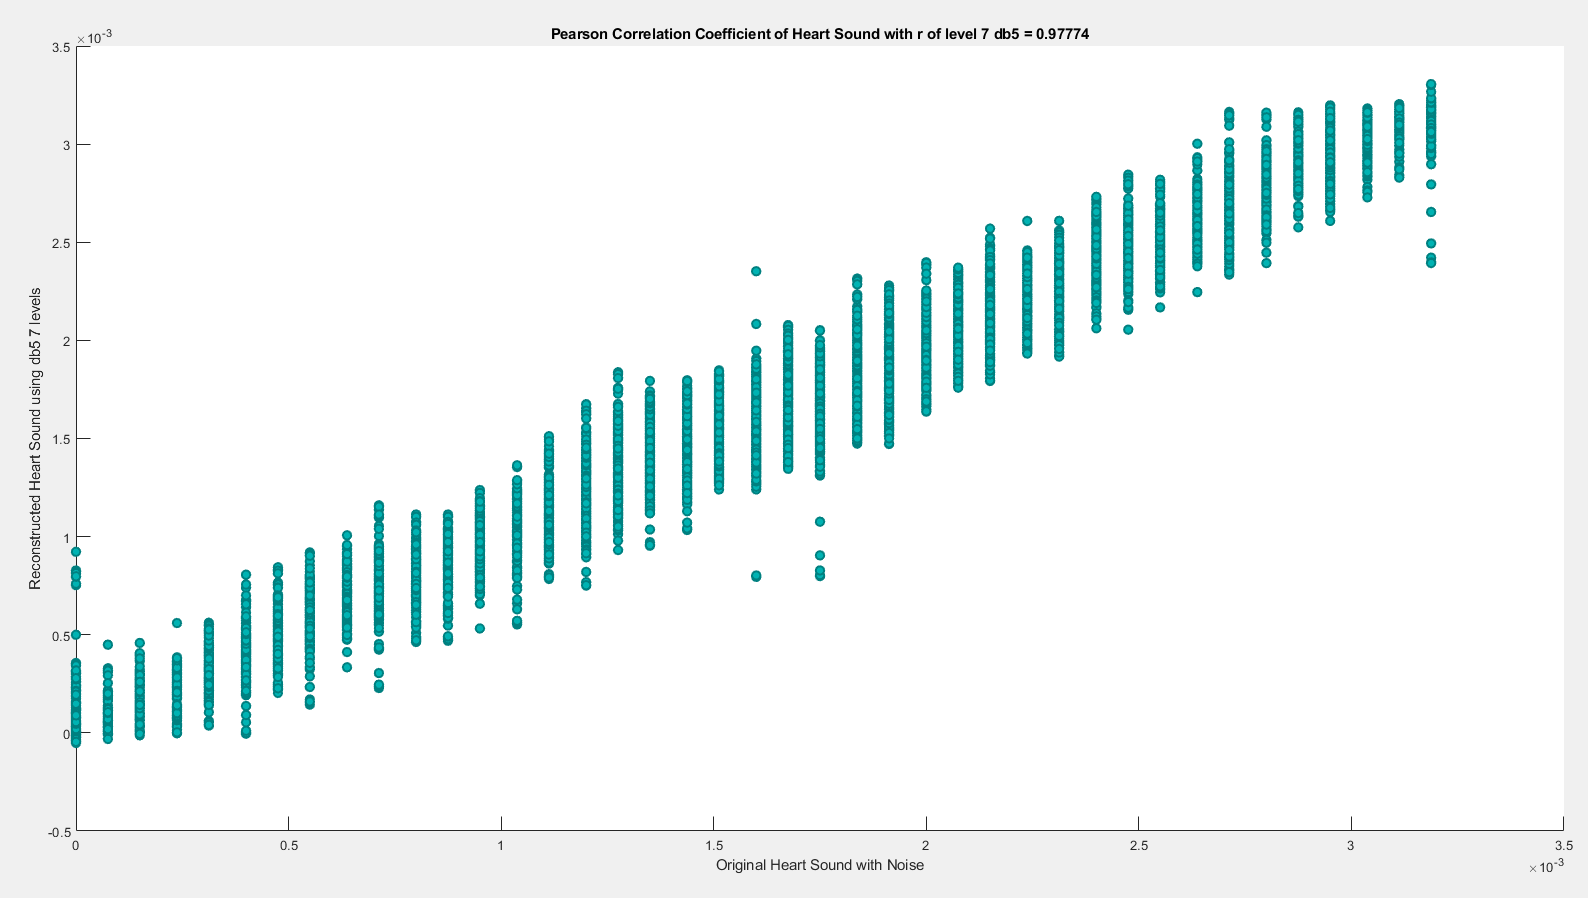 Pearson Correlation Coefficient of Heart Sound with r of level 7 db5 = 0.97774
×10⁻³
3.5
3
2.5
2
1.5
1
0.5
0
-0.5
Reconstructed Heart Sound using db5 7 levels
0 0.5 1 1.5 2 2.5 3 3.5
Original Heart Sound with Noise
×10⁻³